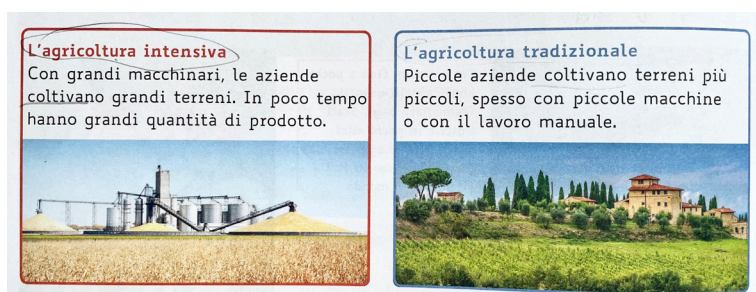 L'agricoltura intensiva
Con grandi macchinari, le aziende
coltivano grandi terreni. In poco tempo
hanno grandi quantità di prodotto.
L'agricoltura tradizionale
Piccole aziende coltivano terreni più
piccoli, spesso con piccole macchine
o con il lavoro manuale.